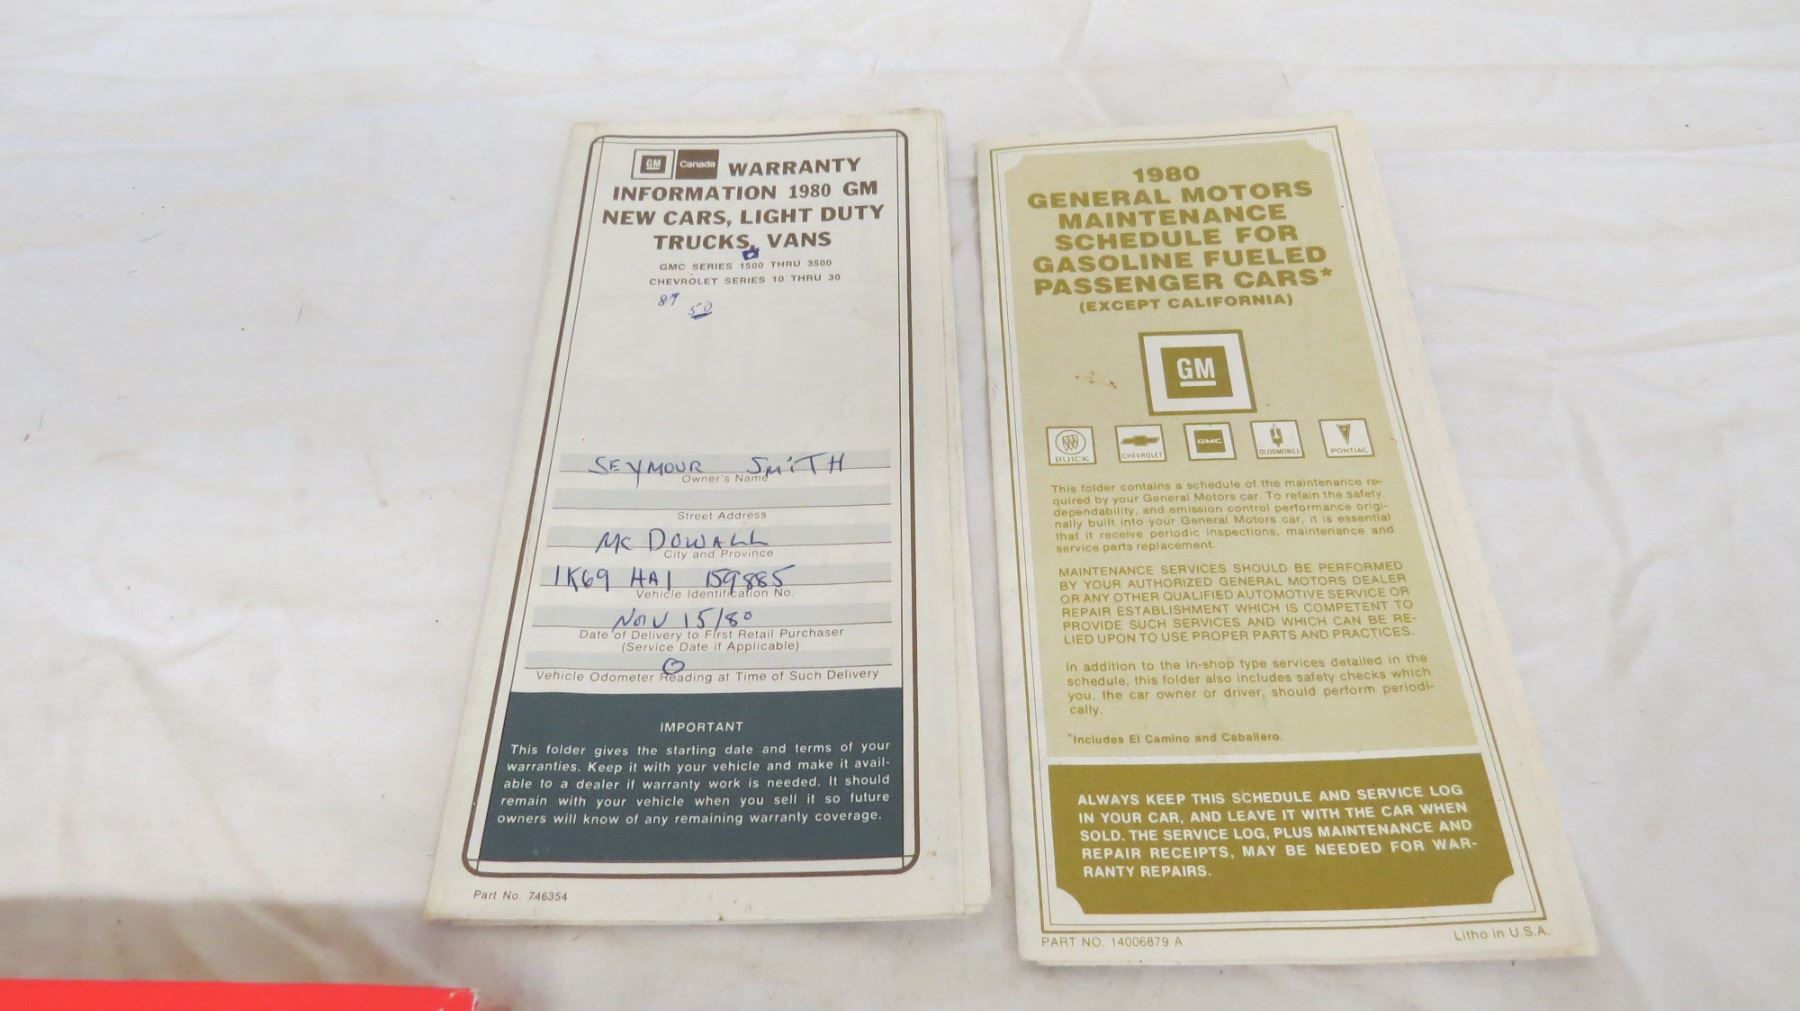 GM Canada WARRANTY
INFORMATION 1980 GM
NEW CARS, LIGHT DUTY
TRUCKS, VANS
GMC SERIES 1500 THRU 3500
CHEVROLET SERIES 10 THRU 30
89
50
SEYMOUR SMITH
Owner's Name
Street Address
Mc DOWALL
City and Province
1K69 HA1 159885
Vehicle Identification No.
NOV 15/80
Date of Delivery to First Retail Purchaser
(Service Date if Applicable)
0
Vehicle Odometer Reading at Time of Such Delivery
IMPORTANT
This folder gives the starting date and terms of your
warranties. Keep it with your vehicle and make it avail-
able to a dealer if warranty work is needed. It should
remain with your vehicle when you sell it so future
owners will know of any remaining warranty coverage.
Part No. 746354
1980
GENERAL MOTORS
MAINTENANCE
SCHEDULE FOR
GASOLINE FUELED
PASSENGER CARS*
(EXCEPT CALIFORNIA)
GM
BUICK CHEVROLET GMC OLDSMOBILE PONTIAC
This folder contains a schedule of the maintenance re-
quired by your General Motors car. To retain the safety,
dependability, and emission control performance origi-
nally built into your General Motors car, it is essential
that it receive periodic inspections, maintenance and
service parts replacement.
MAINTENANCE SERVICES SHOULD BE PERFORMED
BY YOUR AUTHORIZED GENERAL MOTORS DEALER
OR ANY OTHER QUALIFIED AUTOMOTIVE SERVICE OR
REPAIR ESTABLISHMENT WHICH IS COMPETENT TO
PROVIDE SUCH SERVICES AND WHICH CAN BE RE-
LIED UPON TO USE PROPER PARTS AND PRACTICES.
In addition to the in-shop type services detailed in the
schedule, this folder also includes safety checks which
you, the car owner or driver, should perform periodi-
cally.
*Includes El Camino and Caballero.
ALWAYS KEEP THIS SCHEDULE AND SERVICE LOG
IN YOUR CAR, AND LEAVE IT WITH THE CAR WHEN
SOLD. THE SERVICE LOG, PLUS MAINTENANCE AND
REPAIR RECEIPTS, MAY BE NEEDED FOR WAR-
RANTY REPAIRS.
PART NO. 14006879 A
Litho in U.S.A.